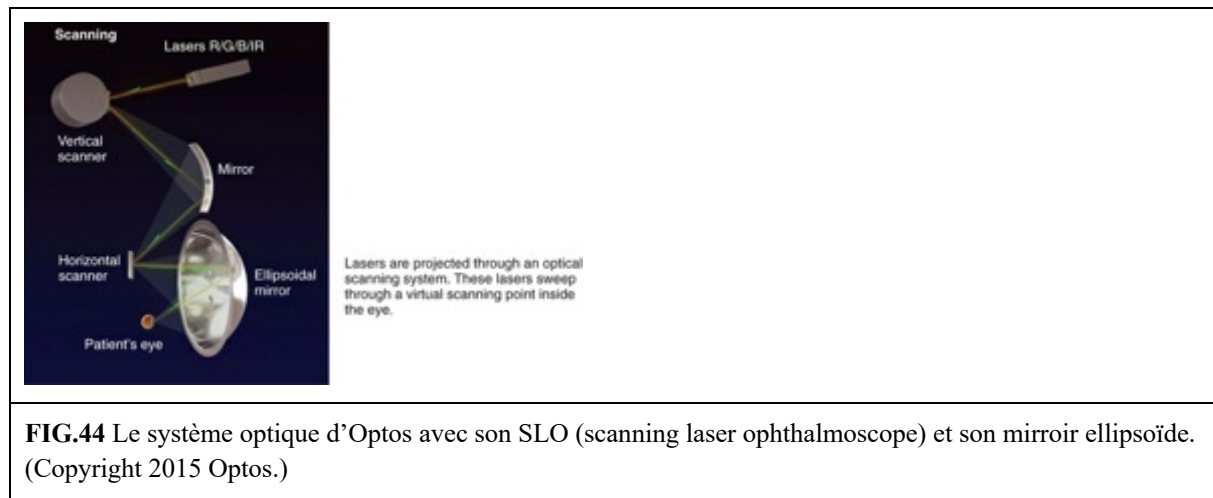 Scanning
Lasers R/G/B/IR
Vertical
scanner
Mirror
Horizontal
scanner
Ellipsoidal
mirror
Patient's eye
Lasers are projected through an optical
scanning system. These lasers sweep
through a virtual scanning point inside
the eye.
FIG.44 Le système optique d’Optos avec son SLO (scanning laser ophthalmoscope) et son mirroir ellipsoïde.
(Copyright 2015 Optos.)